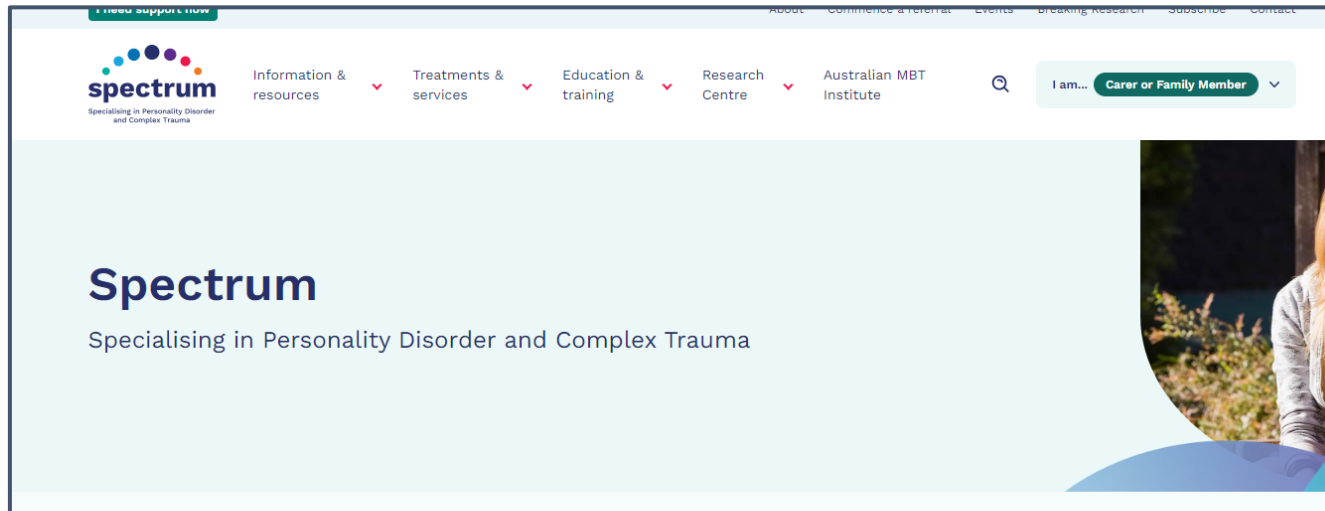 I need support now
About Commence a referral Events Breaking Research Subscribe Contact
spectrum
Specialising in Personality Disorder
and Complex Trauma
Information &
resources
Treatments &
services
Education &
training
Research
Centre
Australian MBT
Institute
I am... Carer or Family Member
Spectrum
Specialising in Personality Disorder and Complex Trauma